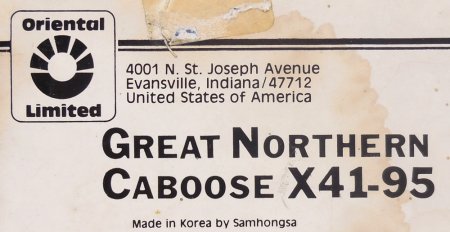 Oriental
Limited
4001 N. St. Joseph Avenue
Evansville, Indiana/47712
United States of America
GREAT NORTHERN
CABOOSE X41-95
Made in Korea by Samhongsa